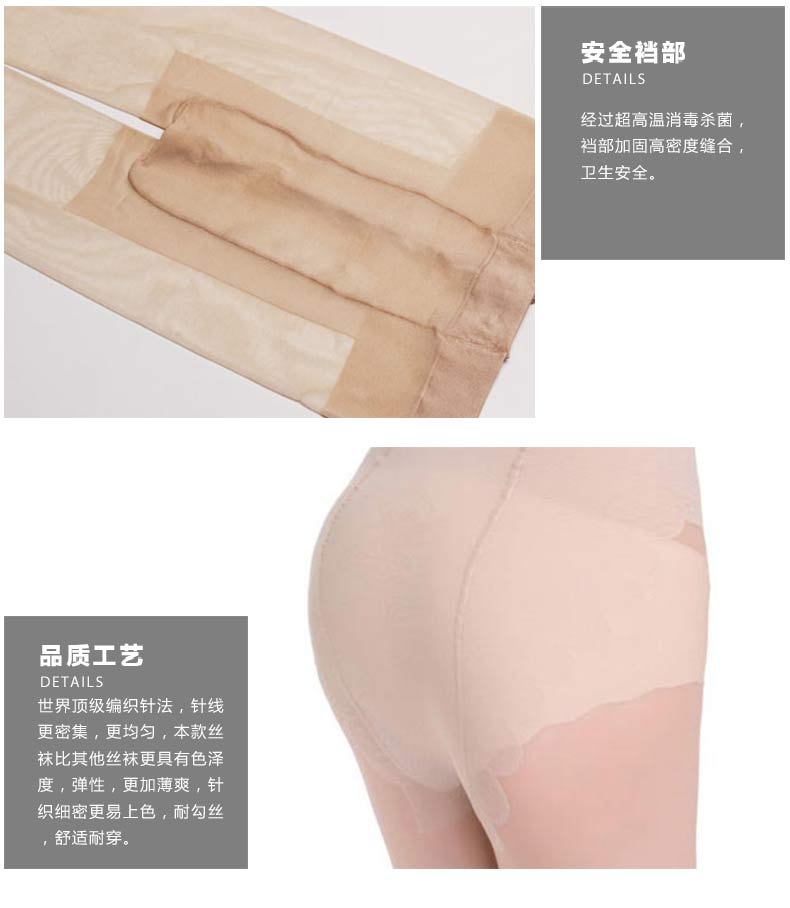 安全裆部
DETAILS
经过超高温消毒杀菌，
裆部加固高密度缝合，
卫生安全。
品质工艺
DETAILS
世界顶级编织针法，针线
更密集，更均匀，本款丝
袜比其他丝袜更具有色泽
度，弹性，更加薄爽，针
织细密更易上色，耐勾丝
，舒适耐穿。